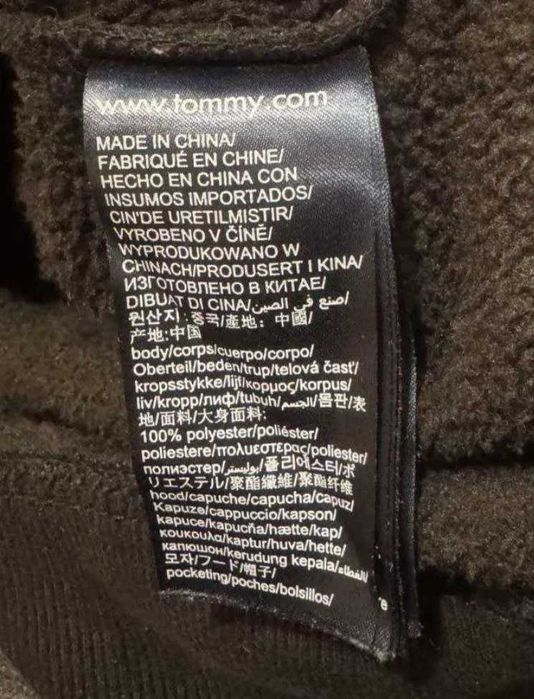 www.tommy.com
MADE IN CHINA/
FABRIQUÉ EN CHINE/
HECHO EN CHINA CON
INSUMOS IMPORTADOS/
CIN'DE URETILMISTIR/
VYROBENO V ČÍNĚ/
WYPRODUKOWANO W
CHINACH/PRODUSERT I KINA/
ИЗГОТОВЛЕНО В КИТАЕ/
DIBUAT DI CINA/صنع في الصين/
원산지:중국/產地: 中國/
产地:中国
body/corps/cuerpo/corpo/
Oberteil/beden/trup/telová časť/
kropsstykke/lijf/κορμος/korpus/
liv/kropp/лиф/tubuh/الجسم/몸판/表
地/面料/大身面料:
100% polyester/poliéster/
poliestere/πολυεστερας/poliester/
полиэстер/بوليستر/폴리에스터/ポ
リエステル/聚酯纖維/聚酯纤维
hood/capuche/capucha/capuz/
Kapuze/cappuccio/kapson/
kapuce/kapucňa/hætte/kap/
κουκουλα/kaptur/huva/hette/
капюшон/kerudung kepala/الغطاء/
모자/フード/帽子/
pocketing/poches/bolsillos/
e